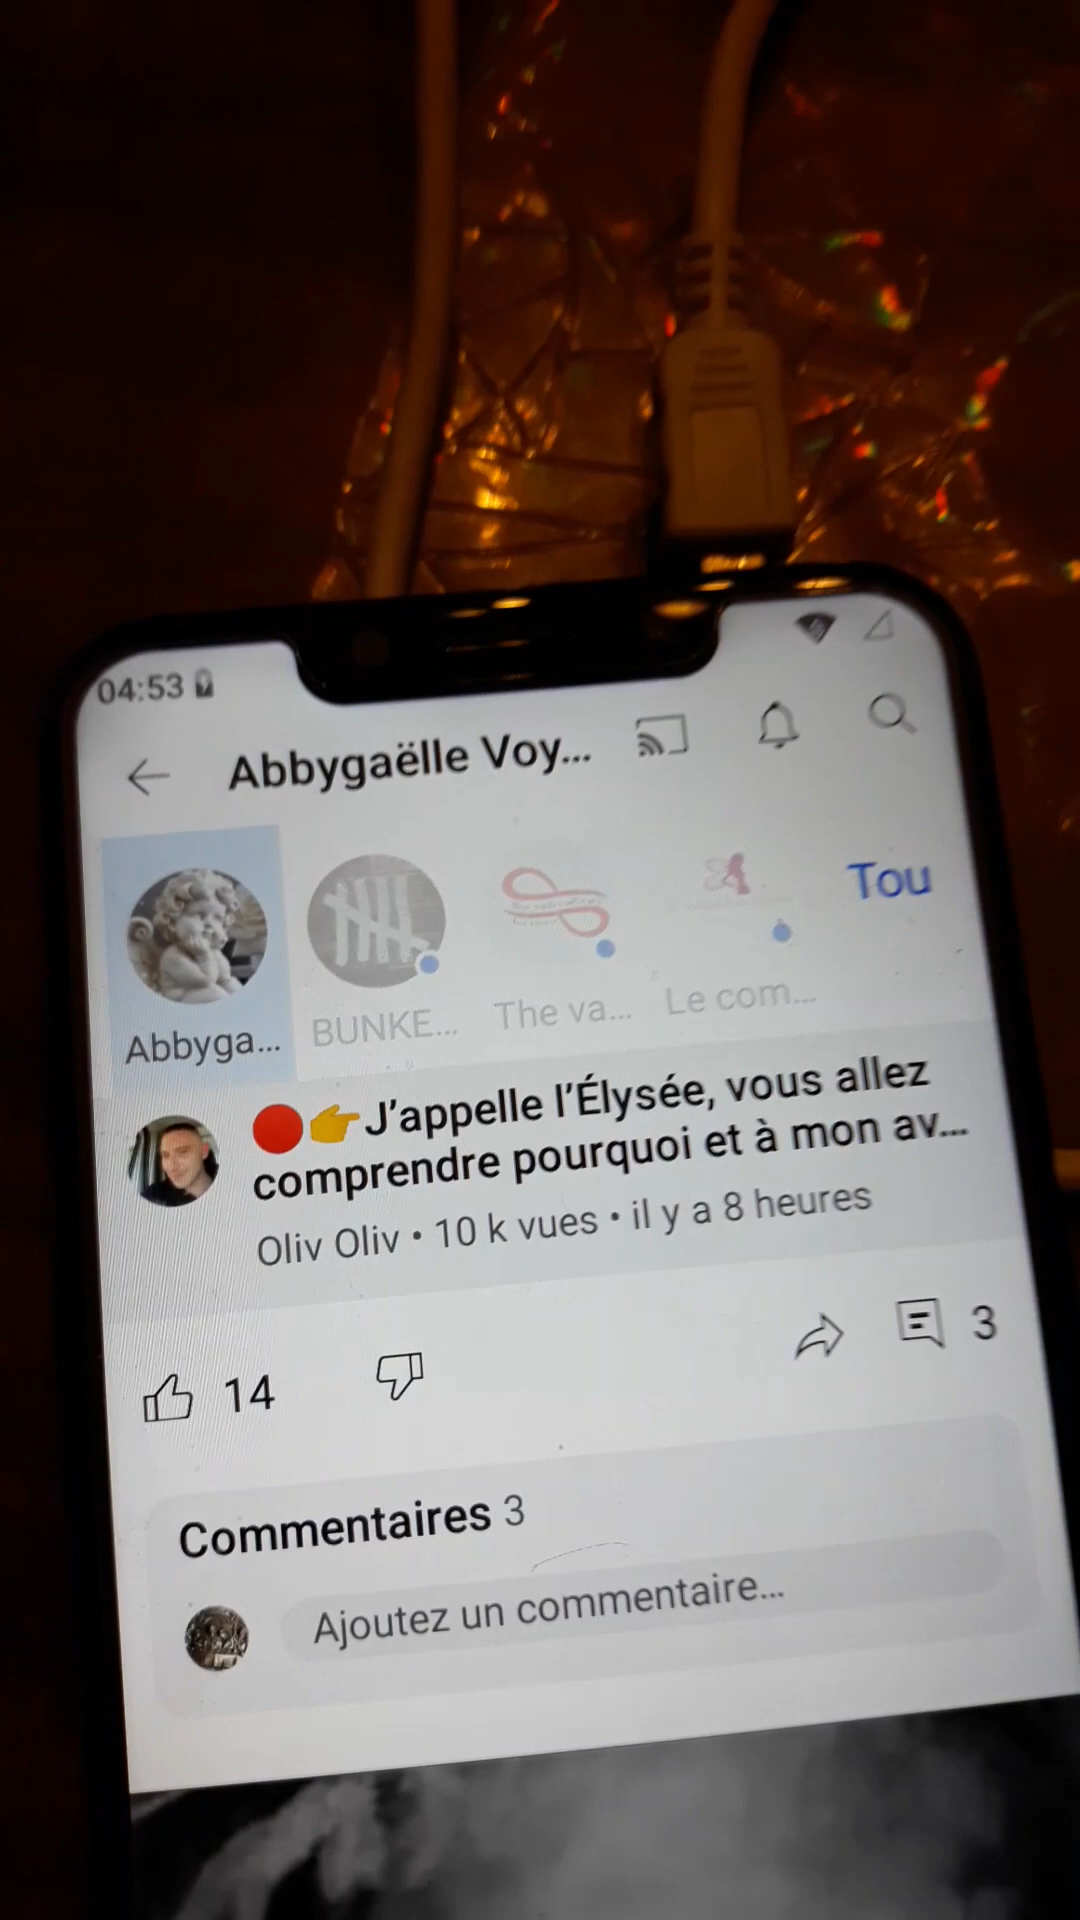 04:53
Abbygaëlle Voy...
Tou
Abbyga...
BUNKE...
The va...
Le com...
🔴👉J'appelle l'Élysée, vous allez
comprendre pourquoi et à mon av...
Oliv Oliv • 10 k vues • il y a 8 heures
14
3
Commentaires 3
Ajoutez un commentaire...